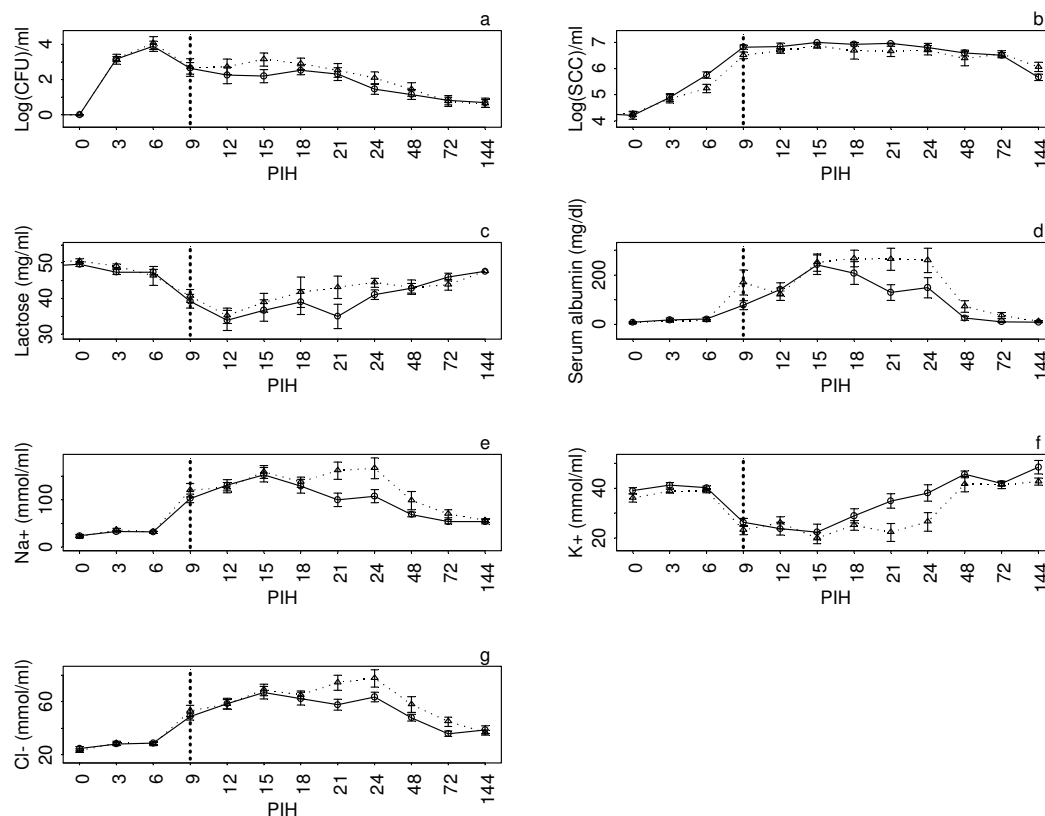 a
Log(CFU)/ml
0 2 4
0 3 6 9 12 15 18 21 24 48 72 144
PIH
b
Log(SCC)/ml
4 5 6 7
0 3 6 9 12 15 18 21 24 48 72 144
PIH
c
Lactose (mg/ml)
30 40 50
0 3 6 9 12 15 18 21 24 48 72 144
PIH
d
Serum albumin (mg/dl)
0 200
0 3 6 9 12 15 18 21 24 48 72 144
PIH
e
Na+ (mmol/ml)
0 100
0 3 6 9 12 15 18 21 24 48 72 144
PIH
f
K+ (mmol/ml)
20 40
0 3 6 9 12 15 18 21 24 48 72 144
PIH
g
Cl- (mmol/ml)
20 60
0 3 6 9 12 15 18 21 24 48 72 144
PIH